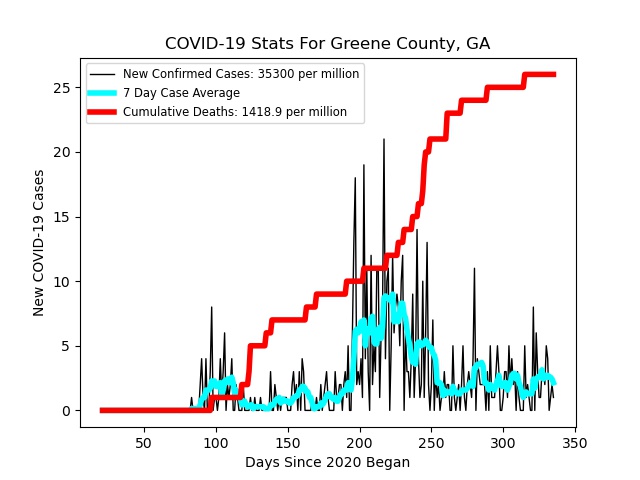 COVID-19 Stats For Greene County, GA
New Confirmed Cases: 35300 per million
7 Day Case Average
Cumulative Deaths: 1418.9 per million
New COVID-19 Cases
25
20
15
10
5
0
50
100
150
200
250
300
350
Days Since 2020 Began